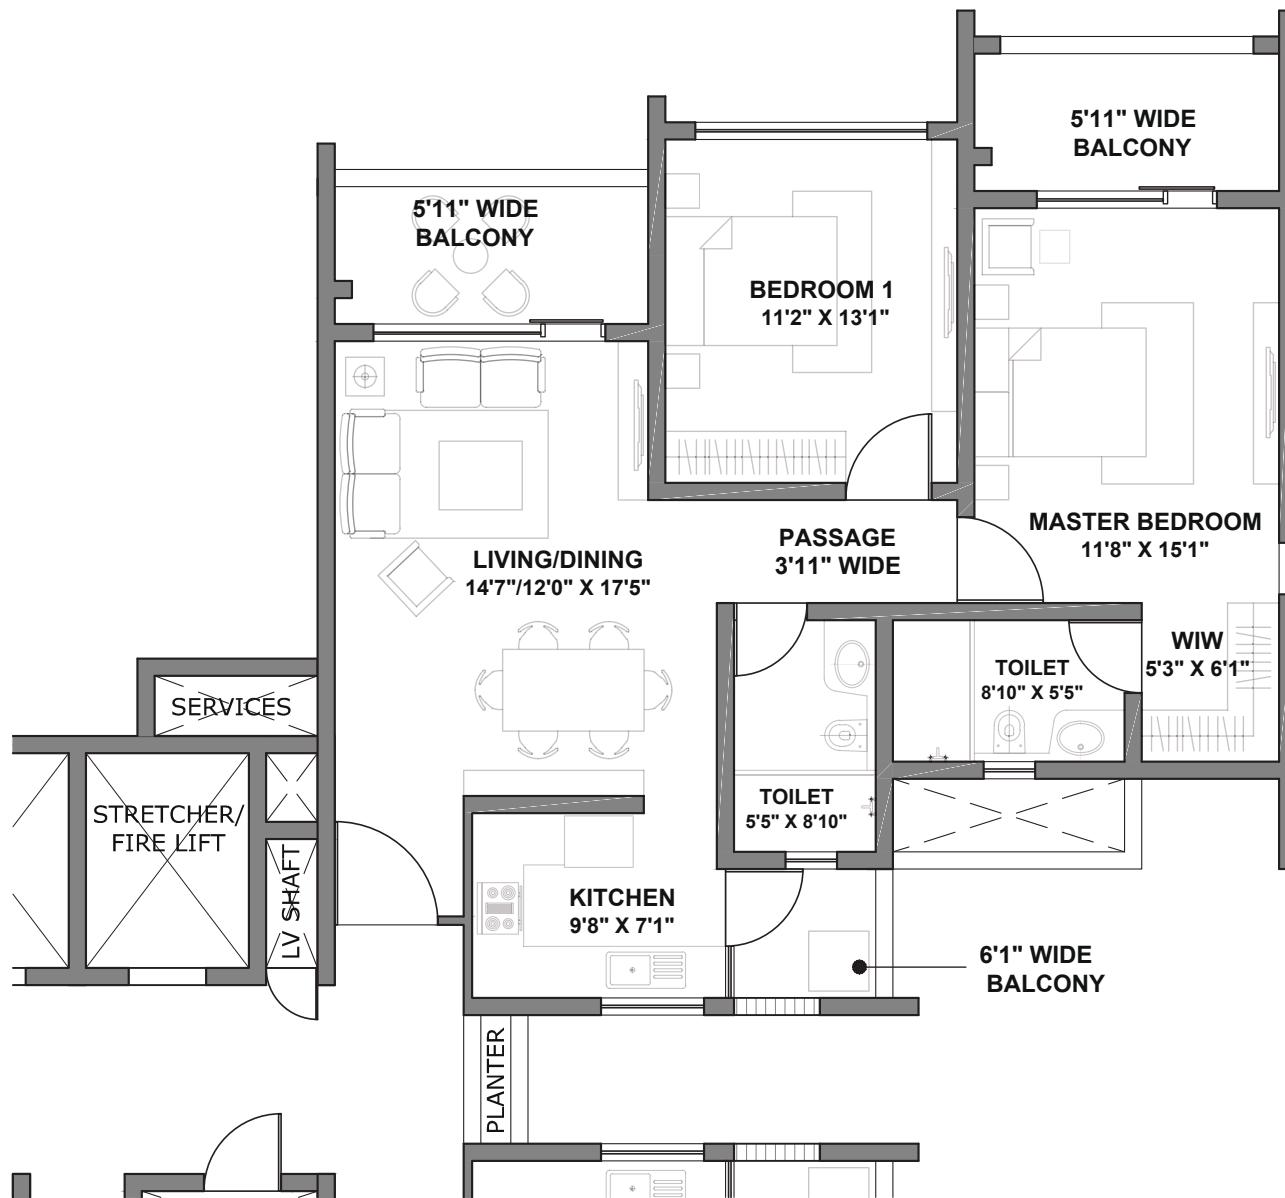 5'11" WIDE
BALCONY
5'11" WIDE
BALCONY
BEDROOM 1
11'2" X 13'1"
LIVING/DINING
14'7"/12'0" X 17'5"
PASSAGE
3'11" WIDE
MASTER BEDROOM
11'8" X 15'1"
WIW
5'3" X 6'1"
TOILET
8'10" X 5'5"
SERVICES
STRETCHER/
FIRE LIFT
LV SHAFT
TOILET
5'5" X 8'10"
KITCHEN
9'8" X 7'1"
6'1" WIDE
BALCONY
PLANTER